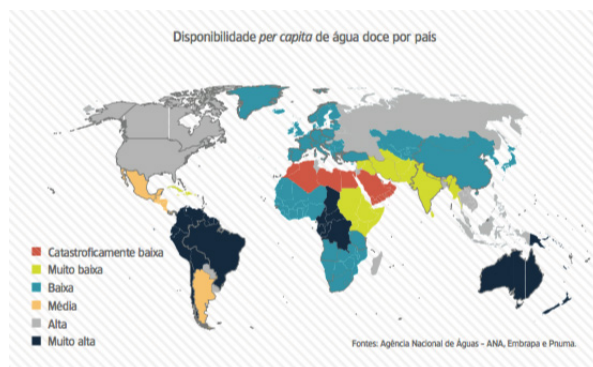 Disponibilidade per capita de água doce por país
Catastroficamente baixa
Muito baixa
Baixa
Média
Alta
Muito alta
Fontes: Agência Nacional de Águas - ANA, Embrapa e Pnuma.